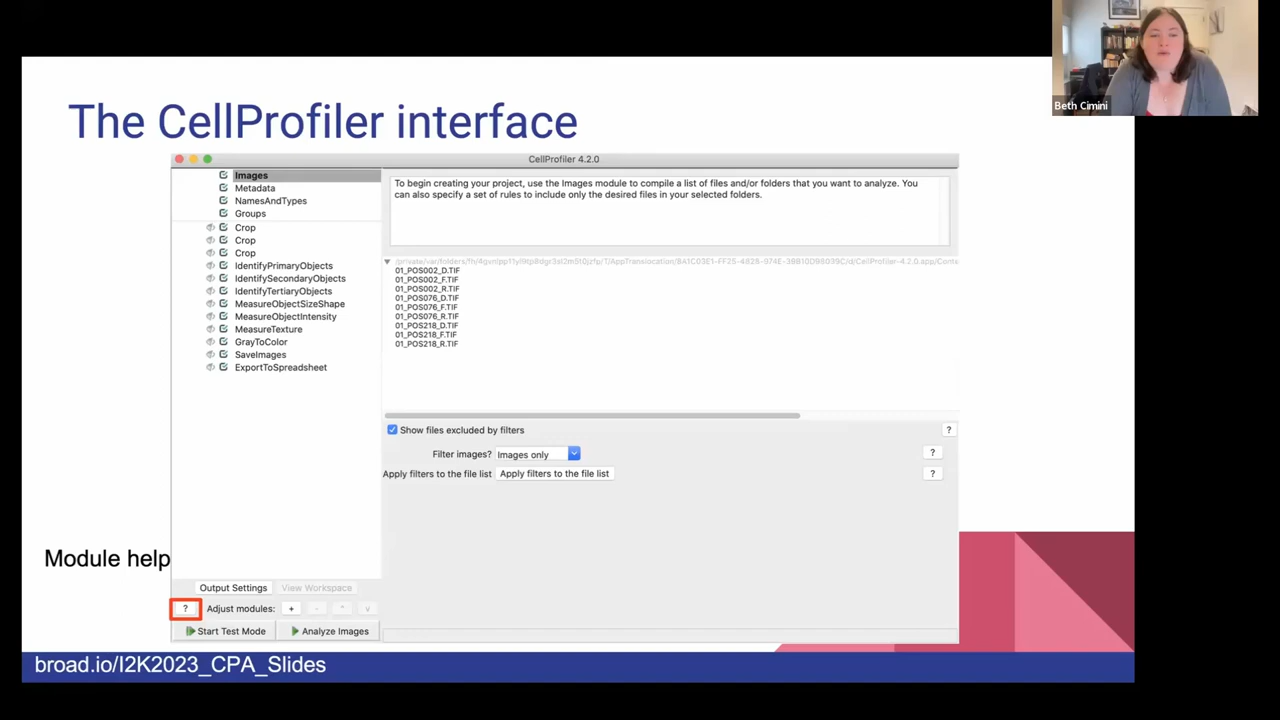 Beth Cimini
The CellProfiler interface
CellProfiler 4.2.0
Images
Metadata
NamesAndTypes
Groups
Crop
Crop
Crop
IdentifyPrimaryObjects
IdentifySecondaryObjects
IdentifyTertiaryObjects
MeasureObjectSizeShape
MeasureObjectIntensity
MeasureTexture
GrayToColor
SaveImages
ExportToSpreadsheet
To begin creating your project, use the Images module to compile a list of files and/or folders that you want to analyze. You
can also specify a set of rules to include only the desired files in your selected folders.
01_POS002_D.TIF
01_POS002_F.TIF
01_POS002_R.TIF
01_POS076_D.TIF
01_POS076_F.TIF
01_POS076_R.TIF
01_POS218_D.TIF
01_POS218_F.TIF
01_POS218_R.TIF
Show files excluded by filters ?
Filter images? Images only ?
Apply filters to the file list Apply filters to the file list ?
Module help
Output Settings View Workspace
? Adjust modules: + - ^ v
Start Test Mode Analyze Images
broad.io/I2K2023_CPA_Slides